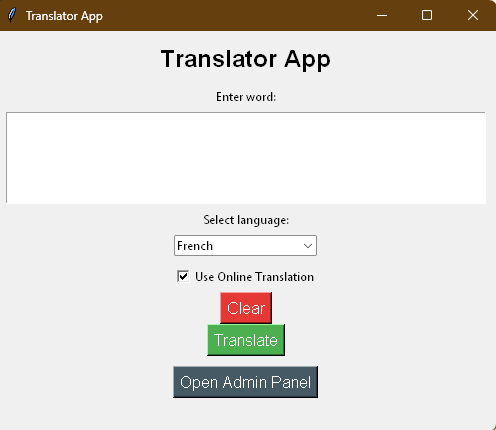 Translator App
Translator App
Enter word:
Select language:
French
Use Online Translation
Clear
Translate
Open Admin Panel